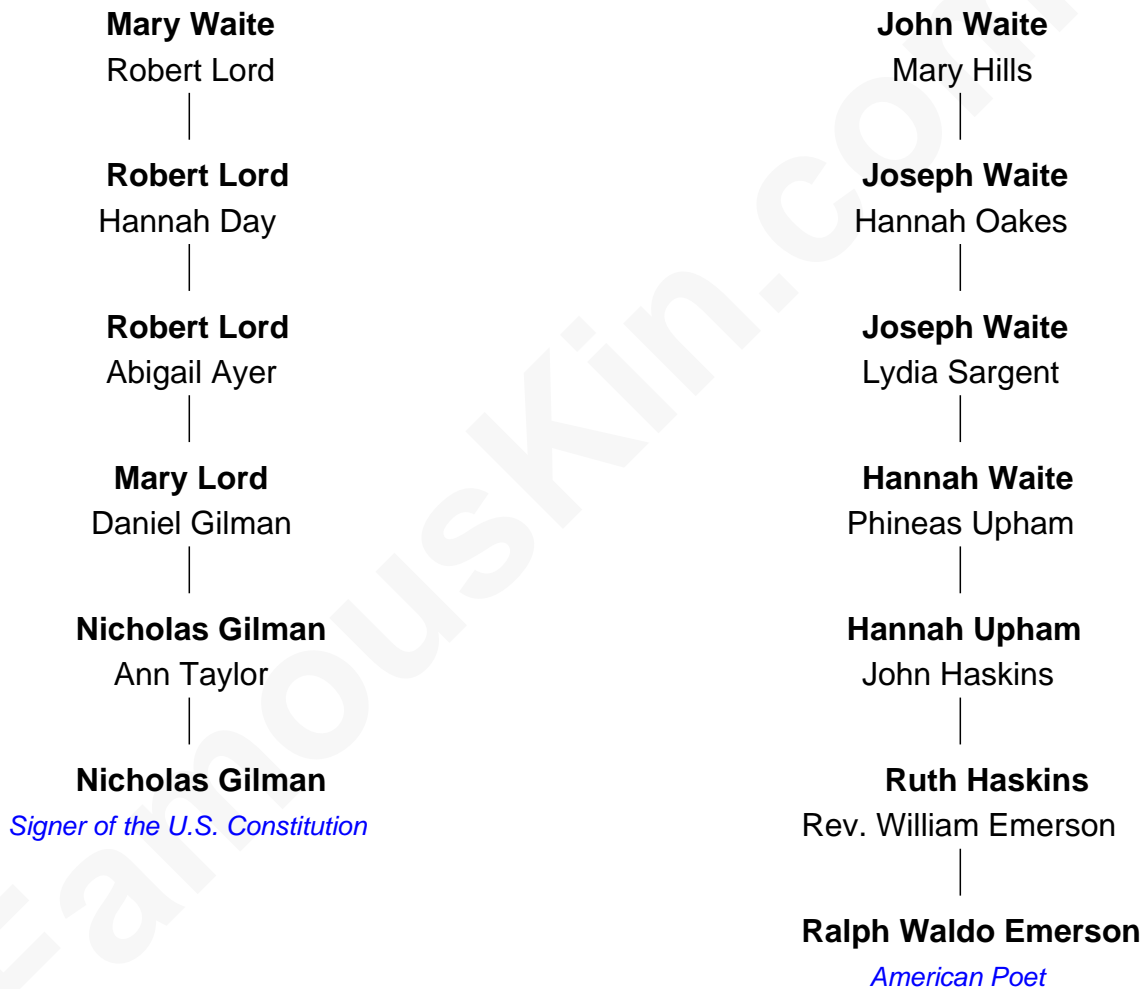 Mary Waite
Robert Lord
Robert Lord
Hannah Day
Robert Lord
Abigail Ayer
Mary Lord
Daniel Gilman
Nicholas Gilman
Ann Taylor
Nicholas Gilman
Signer of the U.S. Constitution
John Waite
Mary Hills
Joseph Waite
Hannah Oakes
Joseph Waite
Lydia Sargent
Hannah Waite
Phineas Upham
Hannah Upham
John Haskins
Ruth Haskins
Rev. William Emerson
Ralph Waldo Emerson
American Poet
FamousKin.com